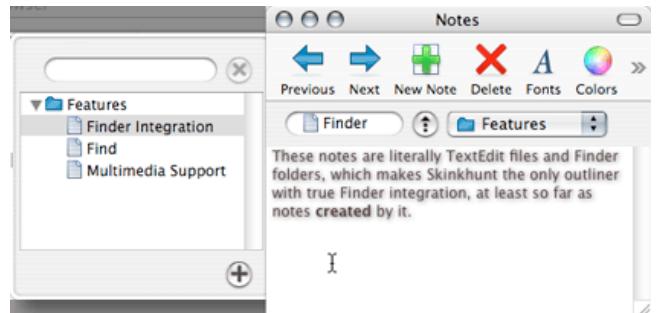 Notes
Previous Next New Note Delete Fonts Colors »
Features
Finder Integration
Find
Multimedia Support
Finder
Features
These notes are literally TextEdit files and Finder
folders, which makes Skinkhunt the only outliner
with true Finder integration, at least so far as
notes created by it.